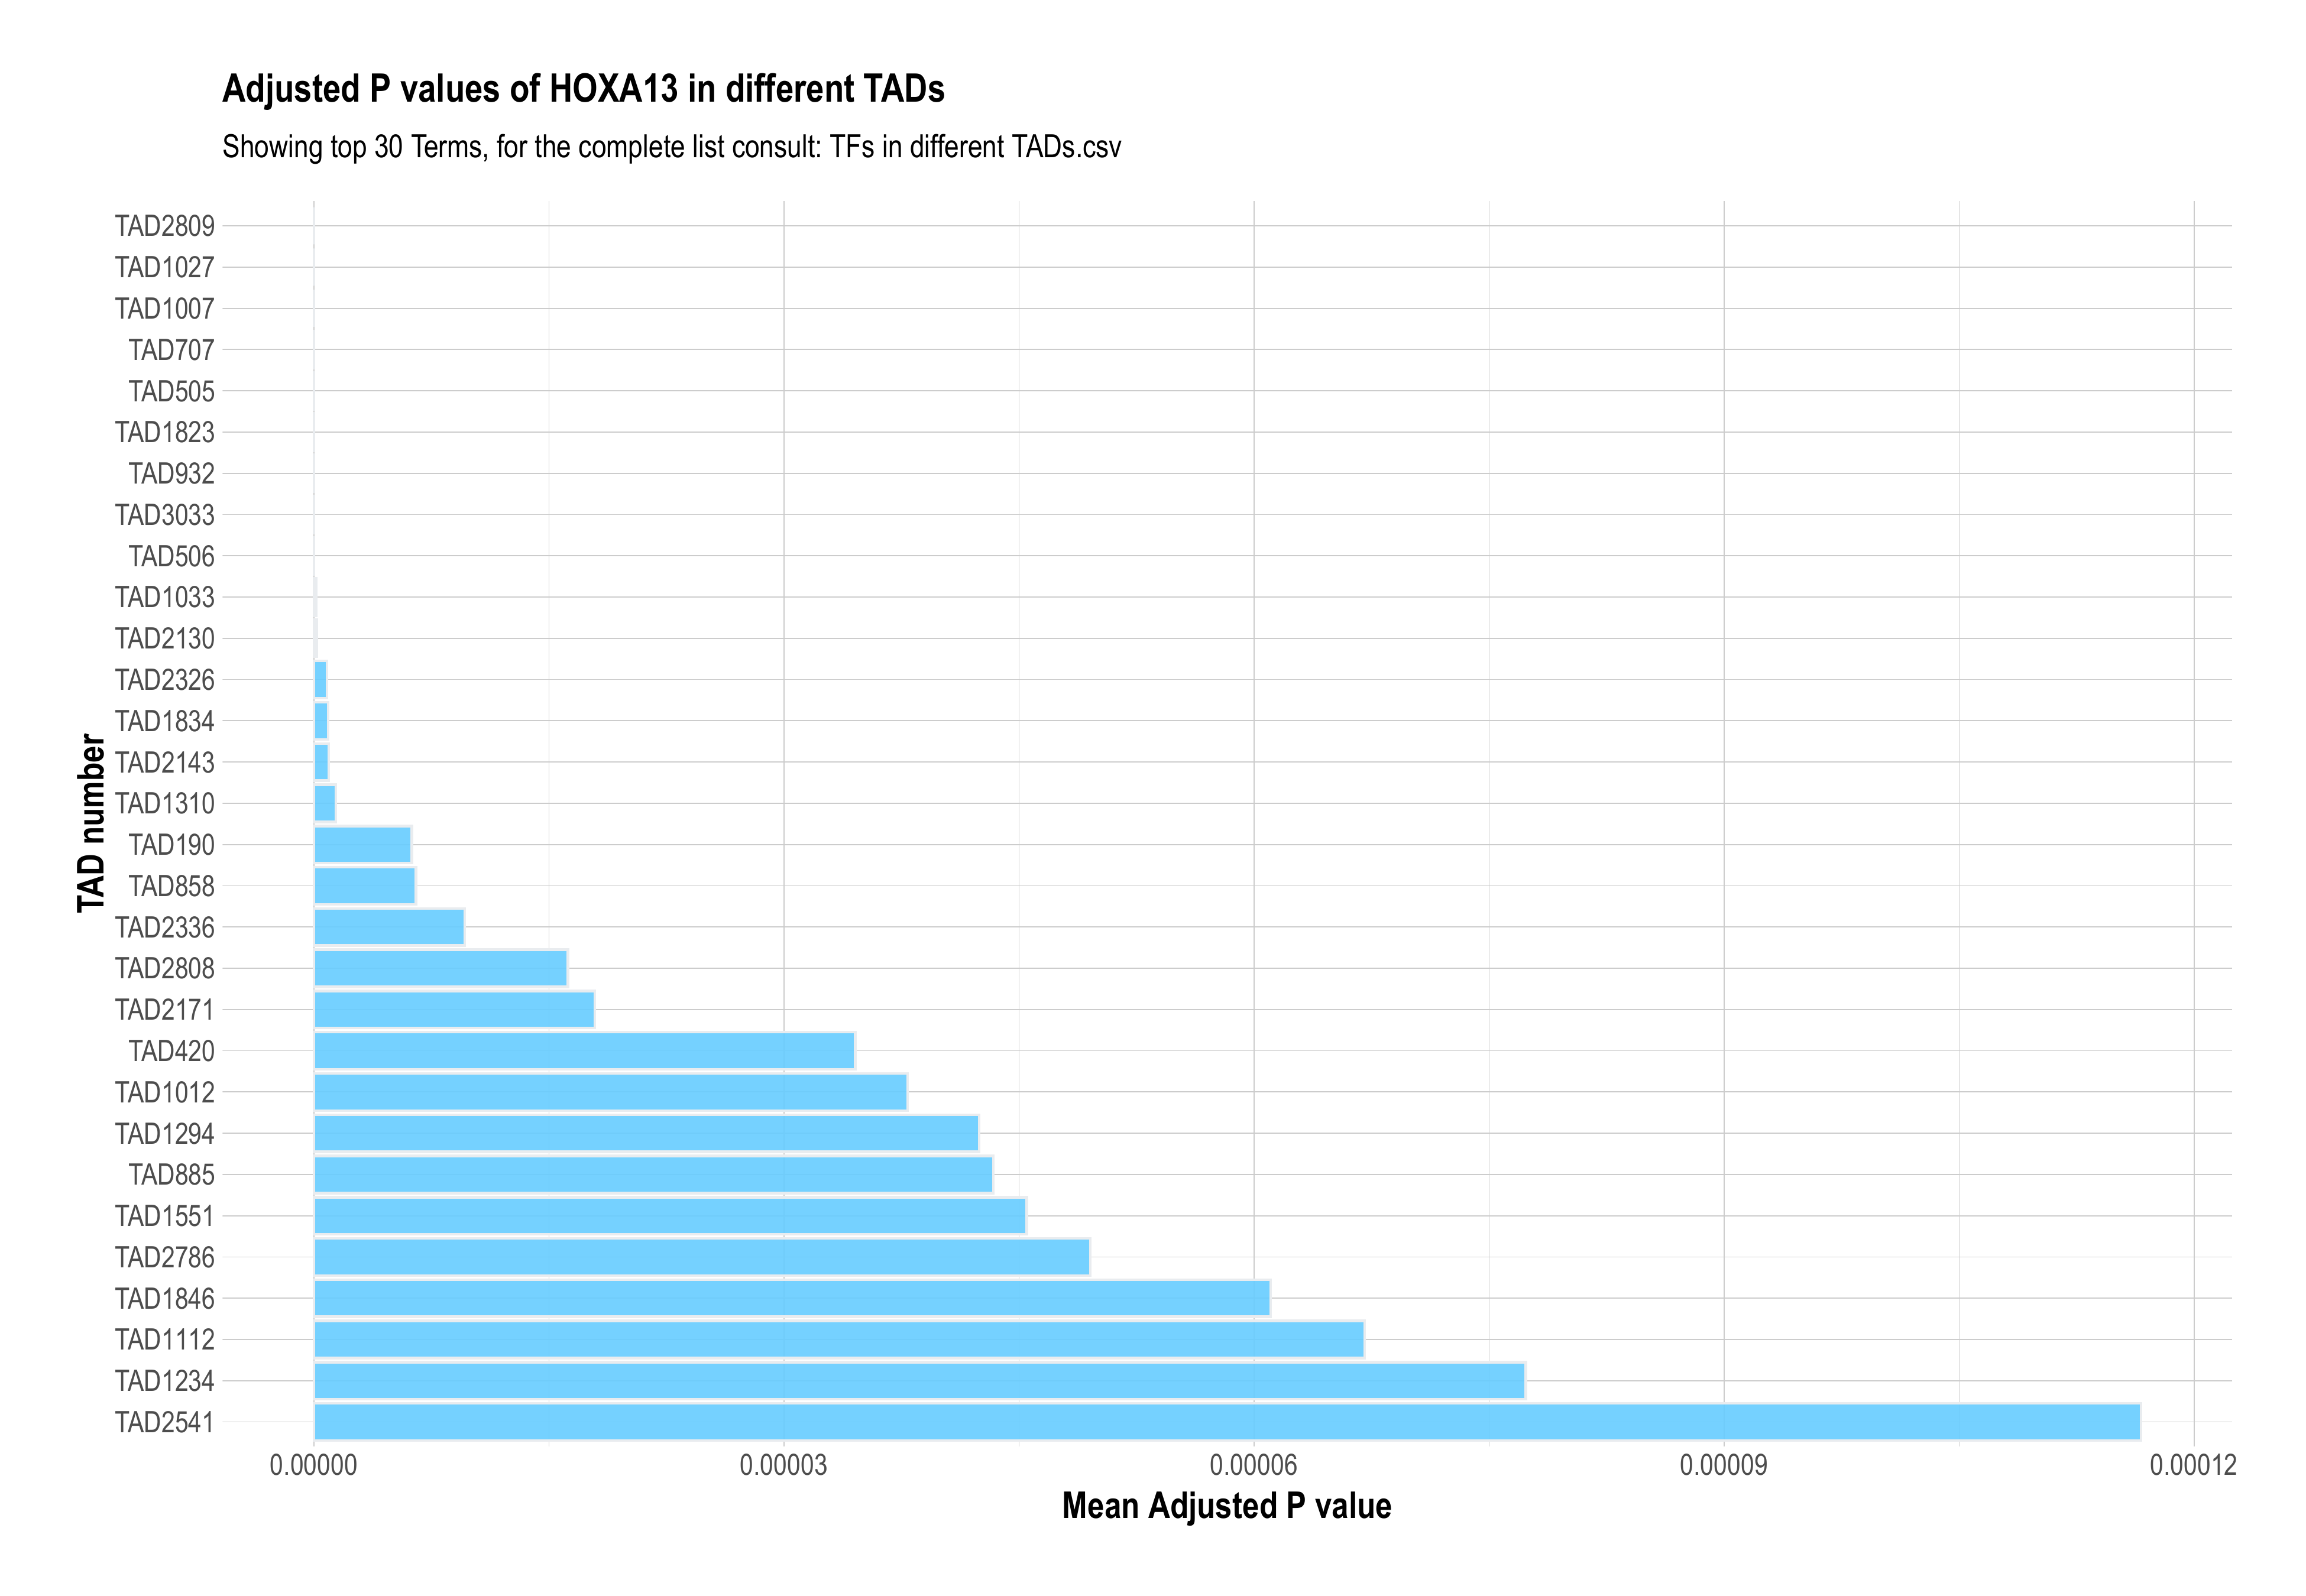 Adjusted P values of HOXA13 in different TADs
Showing top 30 Terms, for the complete list consult: TFs in different TADs.csv
TAD number
TAD2809
TAD1027
TAD1007
TAD707
TAD505
TAD1823
TAD932
TAD3033
TAD506
TAD1033
TAD2130
TAD2326
TAD1834
TAD2143
TAD1310
TAD190
TAD858
TAD2336
TAD2808
TAD2171
TAD420
TAD1012
TAD1294
TAD885
TAD1551
TAD2786
TAD1846
TAD1112
TAD1234
TAD2541
0.00000 0.00003 0.00006 0.00009 0.00012
Mean Adjusted P value